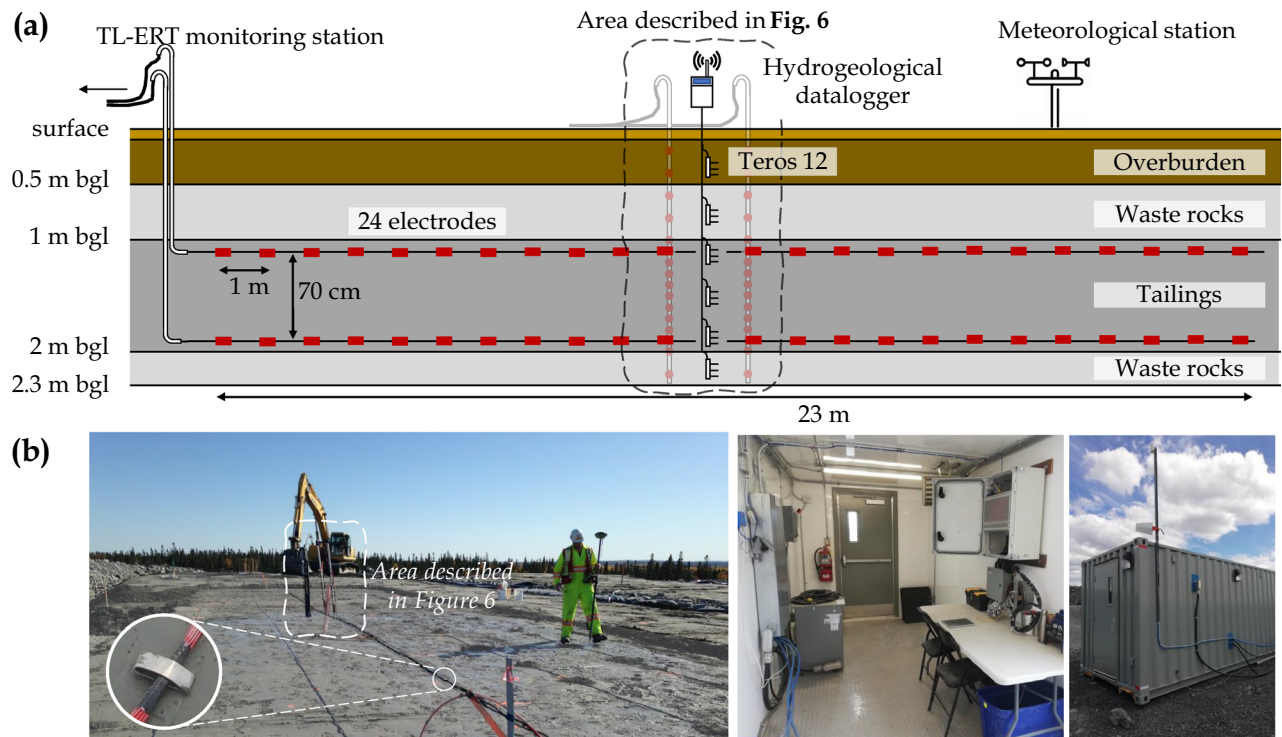 (a)
TL-ERT monitoring station
Area described in Fig. 6
Meteorological station
Hydrogeological
datalogger
surface
Teros 12
Overburden
0.5 m bgl
24 electrodes
Waste rocks
1 m bgl
1 m
70 cm
Tailings
2 m bgl
Waste rocks
2.3 m bgl
23 m
(b)
Area described
in Figure 6